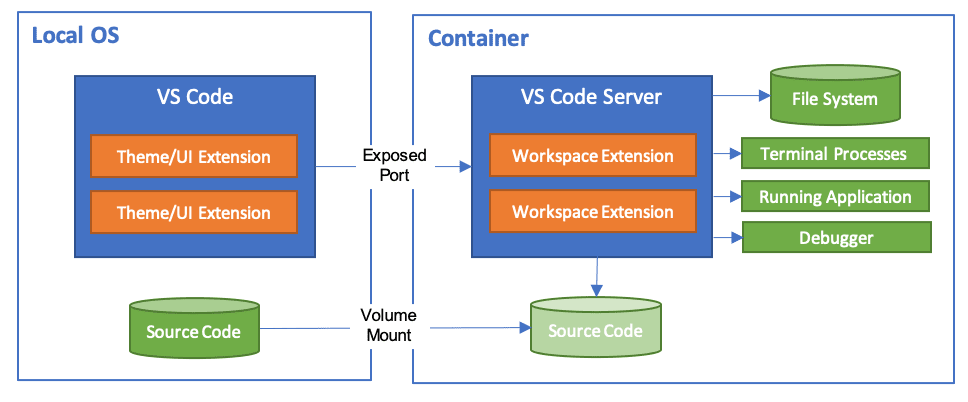 Local OS
VS Code
Theme/UI Extension
Theme/UI Extension
Source Code
Exposed
Port
Volume
Mount
Container
VS Code Server
Workspace Extension
Workspace Extension
File System
Terminal Processes
Running Application
Debugger
Source Code